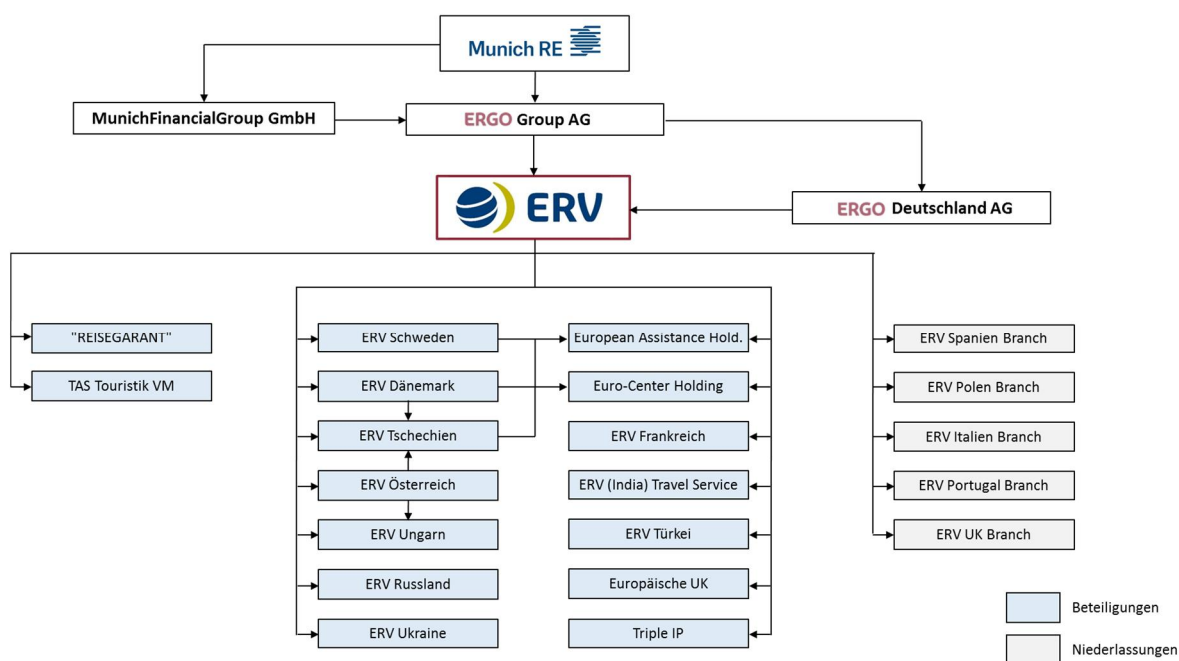 Munich RE
MunichFinancialGroup GmbH
ERGO Group AG
ERV
ERGO Deutschland AG
"REISEGARANT"
TAS Touristik VM
ERV Schweden
ERV Dänemark
ERV Tschechien
ERV Österreich
ERV Ungarn
ERV Russland
ERV Ukraine
European Assistance Hold.
Euro-Center Holding
ERV Frankreich
ERV (India) Travel Service
ERV Türkei
Europäische UK
Triple IP
ERV Spanien Branch
ERV Polen Branch
ERV Italien Branch
ERV Portugal Branch
ERV UK Branch
Beteiligungen
Niederlassungen